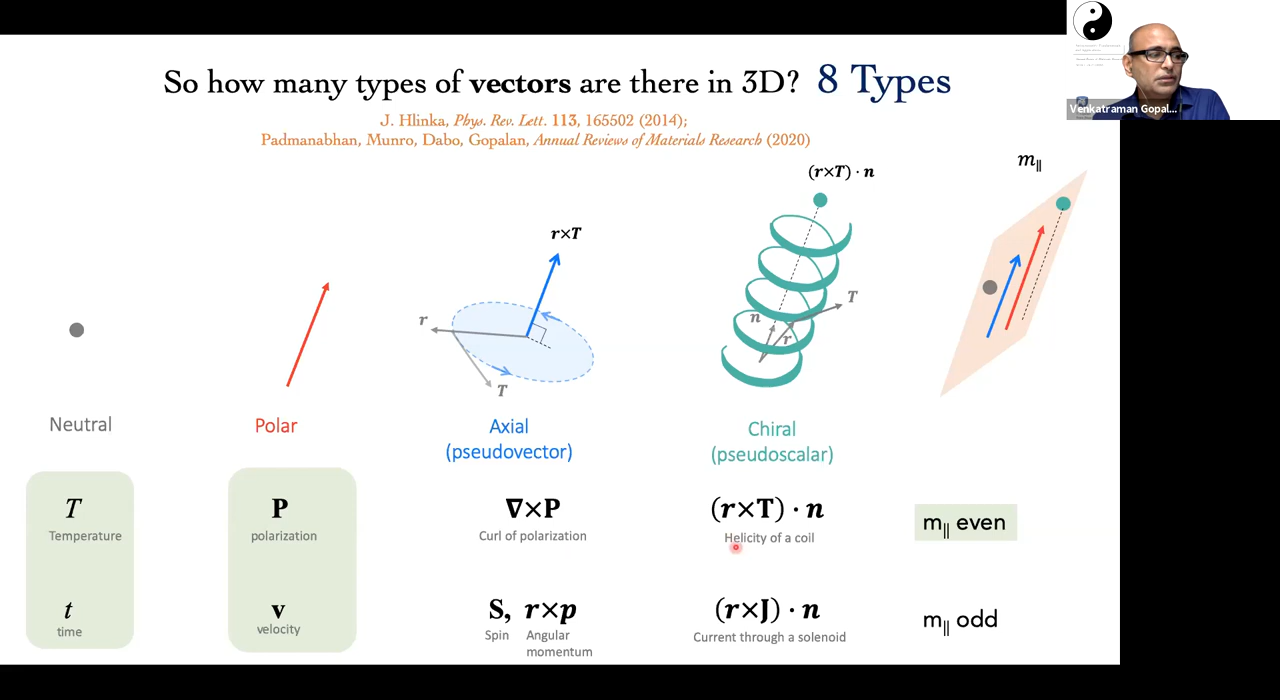 So how many types of vectors are there in 3D? 8 Types
J. Hlinka, Phys. Rev. Lett. 113, 165502 (2014);
Padmanabhan, Munro, Dabo, Gopalan, Annual Reviews of Materials Research (2020)
Venkatraman Gopal...
(r×T) · n
m∥
r×T
r
T
n
r
T
Neutral
Polar
Axial
(pseudovector)
Chiral
(pseudoscalar)
T
Temperature
P
polarization
∇×P
Curl of polarization
(r×T) · n
Helicity of a coil
m∥ even
t
time
v
velocity
S, r×p
Spin Angular
momentum
(r×J) · n
Current through a solenoid
m∥ odd